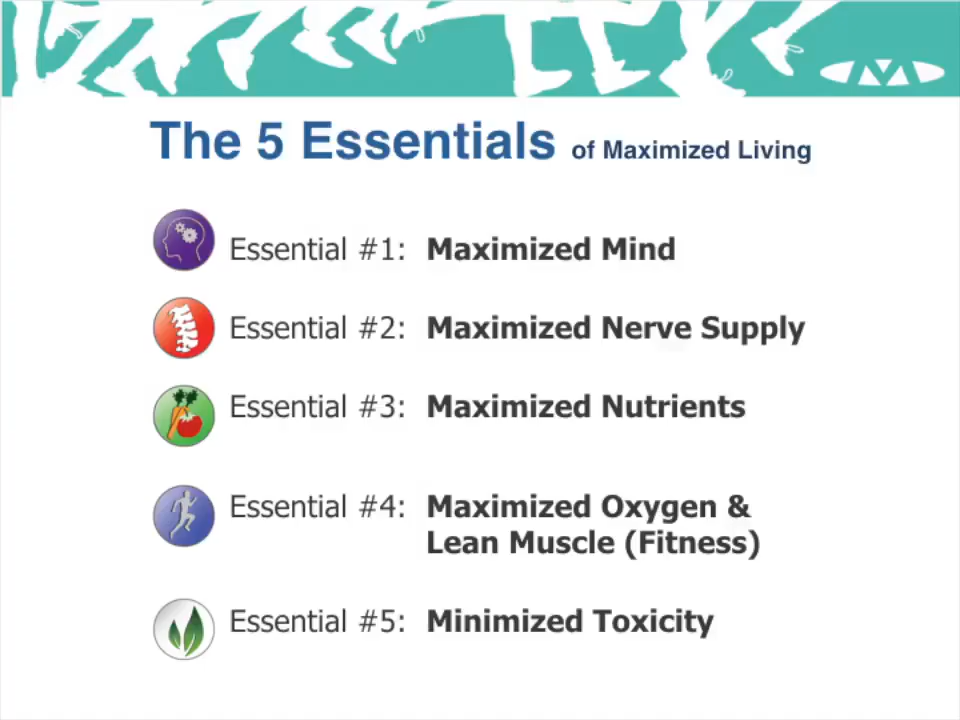 The 5 Essentials of Maximized Living
Essential #1: Maximized Mind
Essential #2: Maximized Nerve Supply
Essential #3: Maximized Nutrients
Essential #4: Maximized Oxygen &
Lean Muscle (Fitness)
Essential #5: Minimized Toxicity